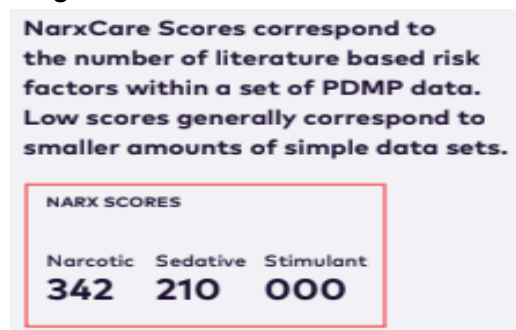 NarxCare Scores correspond to
the number of literature based risk
factors within a set of PDMP data.
Low scores generally correspond to
smaller amounts of simple data sets.
NARX SCORES
Narcotic Sedative Stimulant
342 210 000